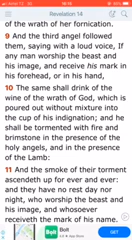 Revelation 14
of the wrath of her fornication.
9 And the third angel followed
them, saying with a loud voice, If
any man worship the beast and
his image, and receive his mark in
his forehead, or in his hand,
10 The same shall drink of the
wine of the wrath of God, which is
poured out without mixture into
the cup of his indignation; and he
shall be tormented with fire and
brimstone in the presence of the
holy angels, and in the presence
of the Lamb:
11 And the smoke of their torment
ascendeth up for ever and ever:
and they have no rest day nor
night, who worship the beast and
his image, and whosoever
receiveth the mark of his name.
Bolt
GET